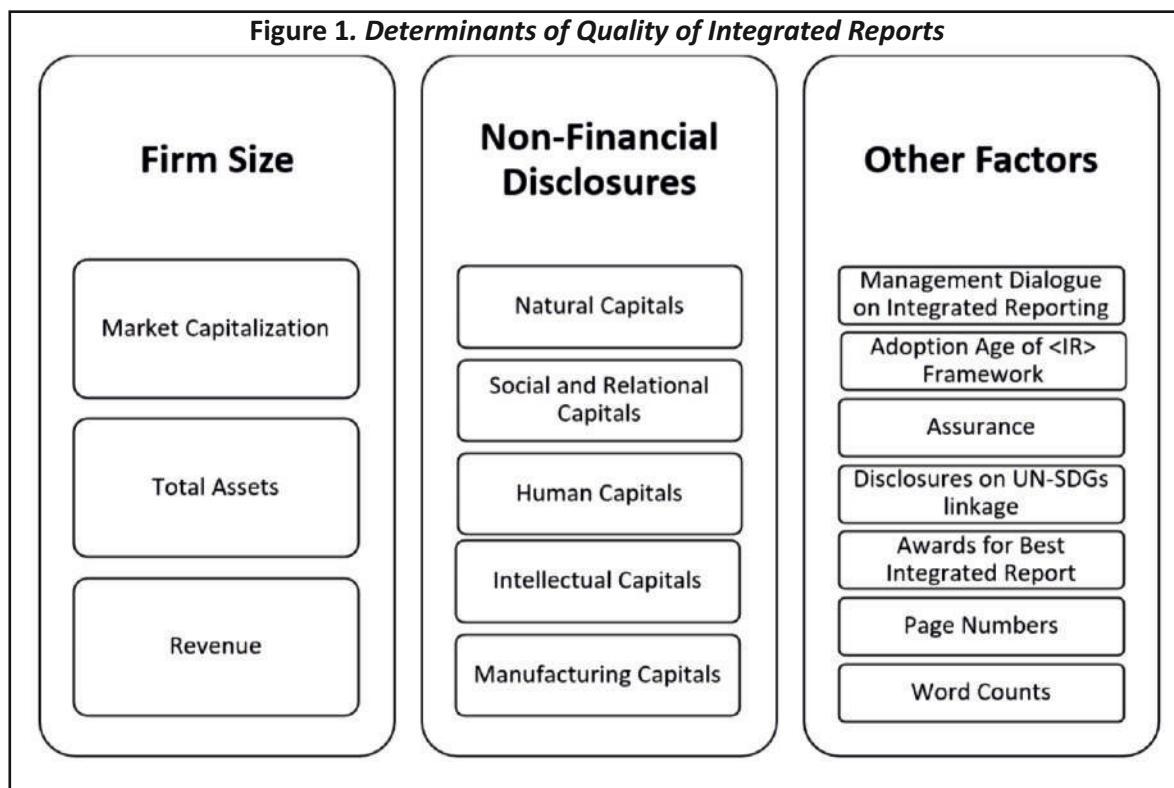 Figure 1. Determinants of Quality of Integrated Reports
Firm Size
Market Capitalization
Total Assets
Revenue
Non-Financial
Disclosures
Natural Capitals
Social and Relational
Capitals
Human Capitals
Intellectual Capitals
Manufacturing Capitals
Other Factors
Management Dialogue
on Integrated Reporting
Adoption Age of <IR>
Framework
Assurance
Disclosures on UN-SDGs
linkage
Awards for Best
Integrated Report
Page Numbers
Word Counts